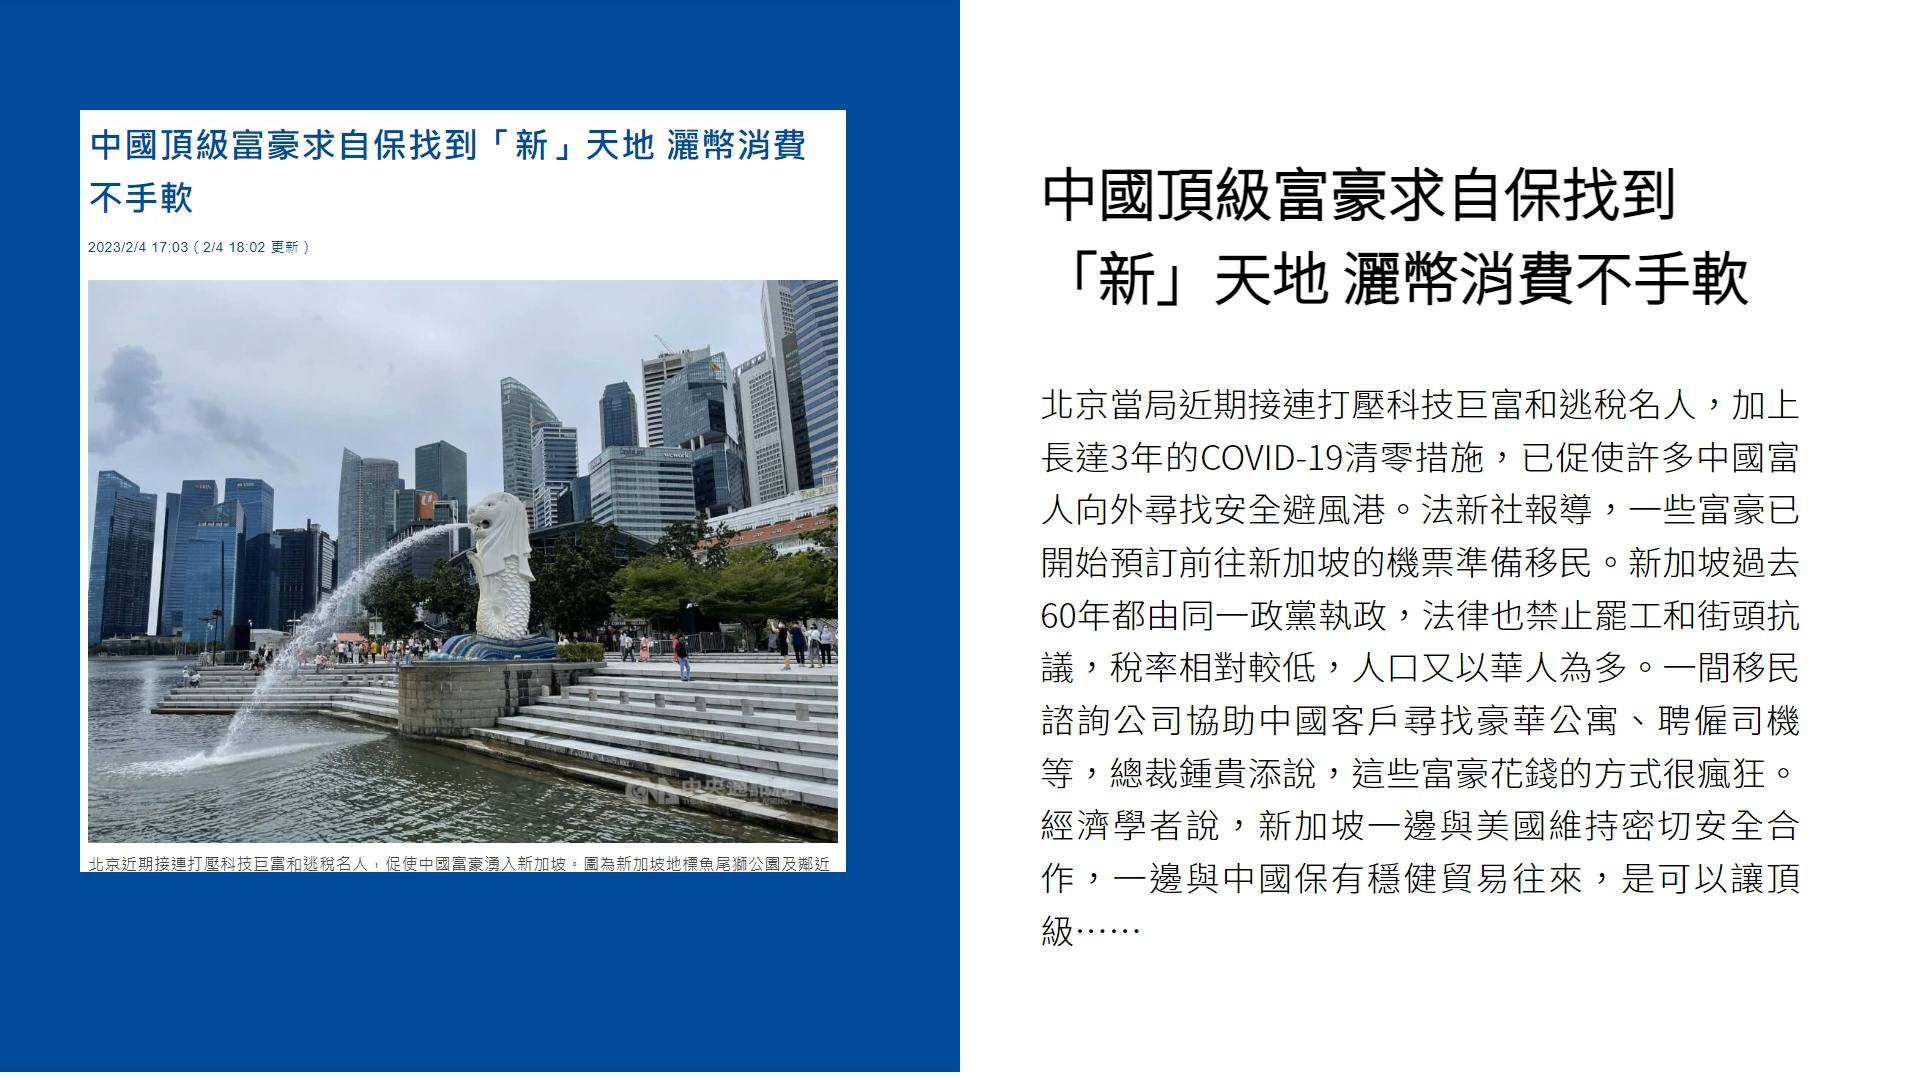 中國頂級富豪求自保找到「新」天地 灑幣消費
不手軟
2023/2/4 17:03（2/4 18:02 更新）
wework
中央通訊社
北京近期接連打壓科技巨富和逃稅名人，促使中國富豪湧入新加坡。圖為新加坡地標魚尾獅公園及鄰近
中國頂級富豪求自保找到
「新」天地 灑幣消費不手軟
北京當局近期接連打壓科技巨富和逃稅名人，加上
長達3年的COVID-19清零措施，已促使許多中國富
人向外尋找安全避風港。法新社報導，一些富豪已
開始預訂前往新加坡的機票準備移民。新加坡過去
60年都由同一政黨執政，法律也禁止罷工和街頭抗
議，稅率相對較低，人口又以華人為多。一間移民
諮詢公司協助中國客戶尋找豪華公寓、聘僱司機
等，總裁鍾貴添說，這些富豪花錢的方式很瘋狂。
經濟學者說，新加坡一邊與美國維持密切安全合
作，一邊與中國保有穩健貿易往來，是可以讓頂
級⋯⋯